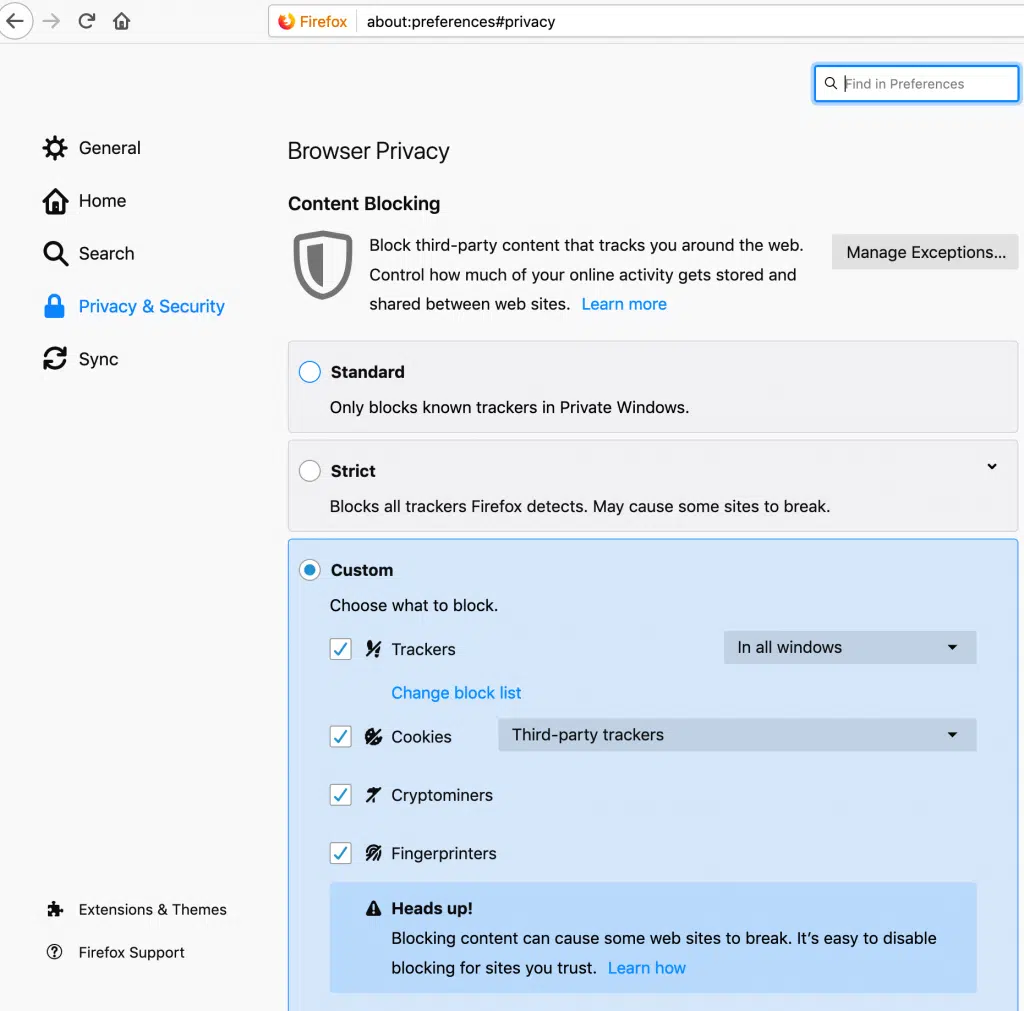 Firefox about:preferences#privacy
Find in Preferences
General
Home
Search
Privacy & Security
Sync
Extensions & Themes
Firefox Support
Browser Privacy
Content Blocking
Block third-party content that tracks you around the web.
Control how much of your online activity gets stored and
shared between web sites. Learn more
Manage Exceptions...
Standard
Only blocks known trackers in Private Windows.
Strict
Blocks all trackers Firefox detects. May cause some sites to break.
Custom
Choose what to block.
Trackers In all windows
Change block list
Cookies Third-party trackers
Cryptominers
Fingerprinters
Heads up!
Blocking content can cause some web sites to break. It’s easy to disable
blocking for sites you trust. Learn how